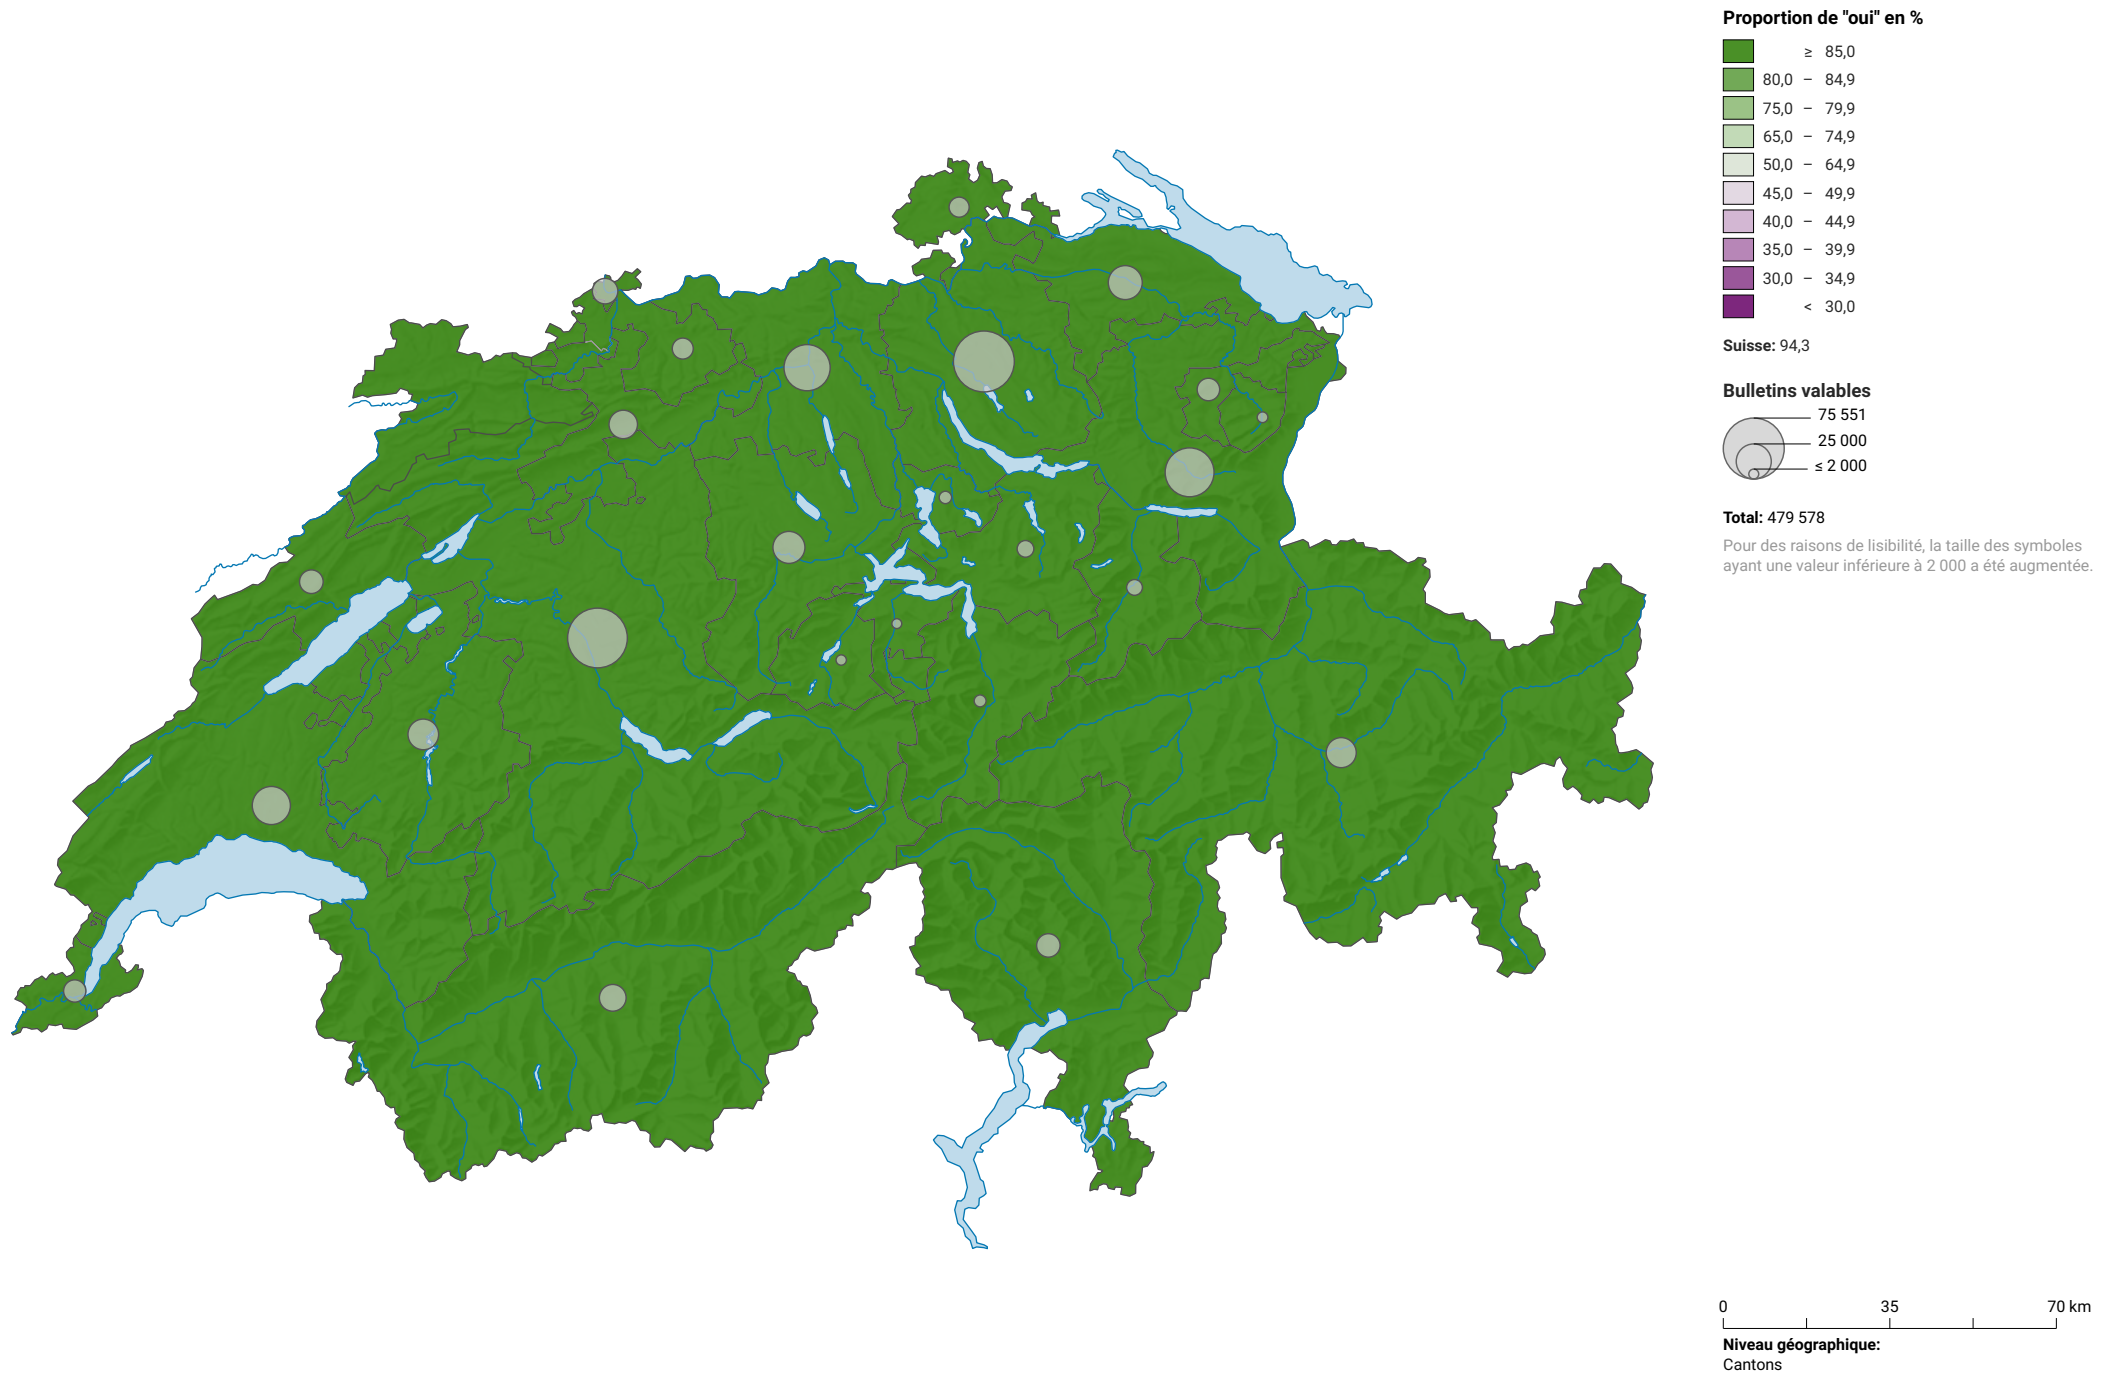 Proportion de "oui" en %
≥ 85,0
80,0 – 84,9
75,0 – 79,9
65,0 – 74,9
50,0 – 64,9
45,0 – 49,9
40,0 – 44,9
35,0 – 39,9
30,0 – 34,9
< 30,0
Suisse: 94,3
Bulletins valables
75 551
25 000
≤ 2 000
Total: 479 578
Pour des raisons de lisibilité, la taille des symboles
ayant une valeur inférieure à 2 000 a été augmentée.
0 35 70 km
Niveau géographique:
Cantons